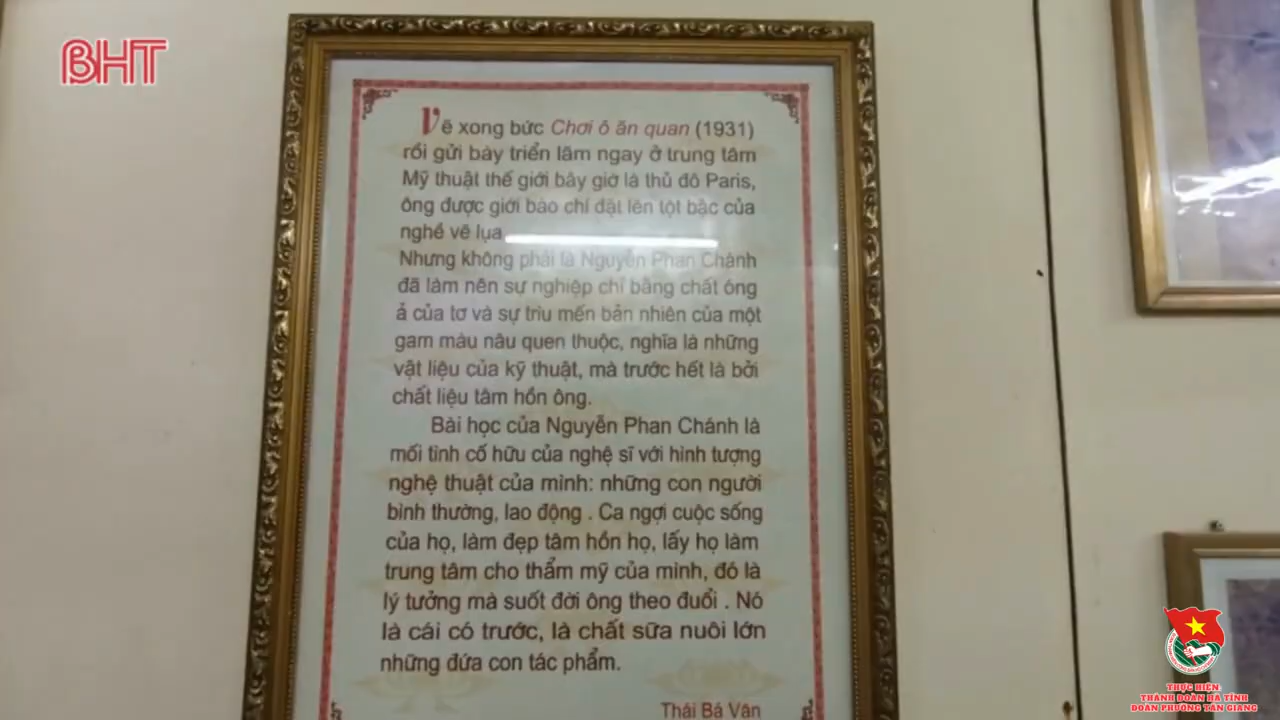 BHT
Vẽ xong bức Chơi ô ăn quan (1931)
rồi gửi bày triển lãm ngay ở trung tâm
Mỹ thuật thế giới bây giờ là thủ đô Paris,
ông được giới báo chí đặt lên tột bậc của
nghề vẽ lụa
Nhưng không phải là Nguyễn Phan Chánh
đã làm nên sự nghiệp chỉ bằng chất óng
ả của tơ và sự trìu mến bản nhiên của một
gam màu nâu quen thuộc, nghĩa là những
vật liệu của kỹ thuật, mà trước hết là bởi
chất liệu tâm hồn ông.
Bài học của Nguyễn Phan Chánh là
mối tình cố hữu của nghệ sĩ với hình tượng
nghệ thuật của mình: những con người
bình thường, lao động . Ca ngợi cuộc sống
của họ, làm đẹp tâm hồn họ, lấy họ làm
trung tâm cho thẩm mỹ của mình, đó là
lý tưởng mà suốt đời ông theo đuổi . Nó
là cái có trước, là chất sữa nuôi lớn
những đứa con tác phẩm.
Thái Bá Vân
THỰC HIỆN
THÀNH ĐOÀN HÀ TĨNH
ĐOÀN PHƯỜNG TÂN GIANG